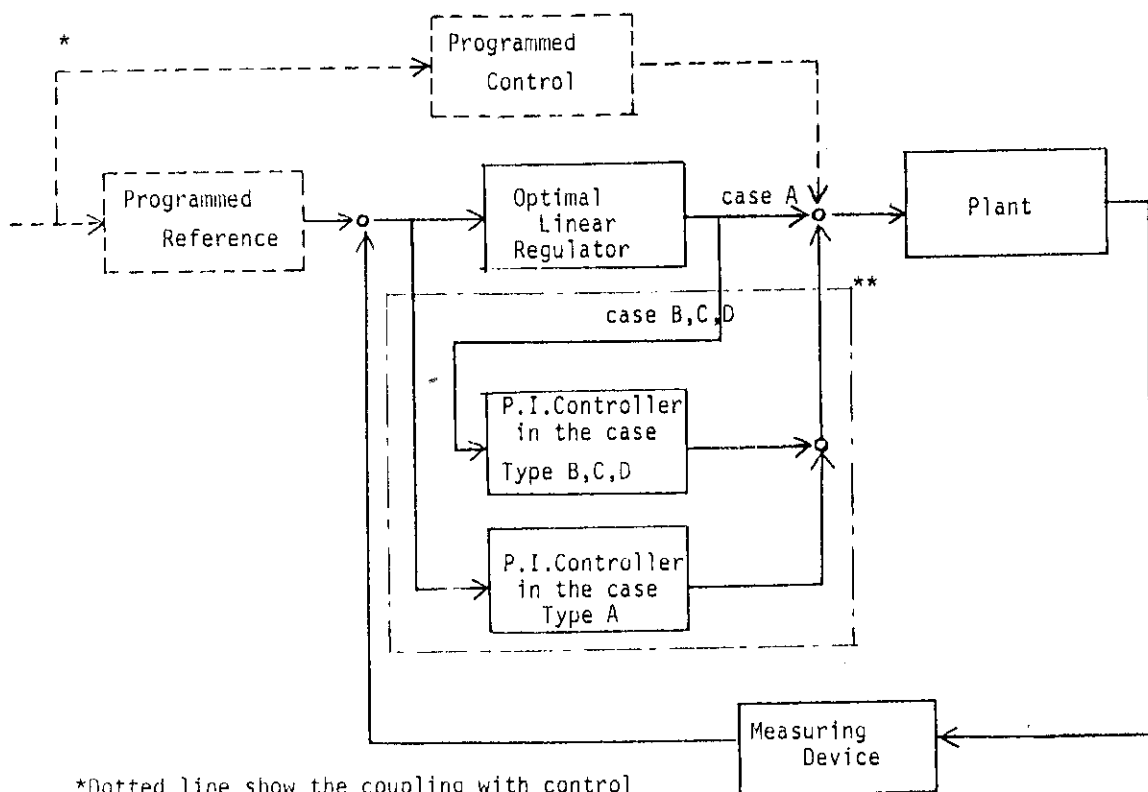 *
Programmed
Control
Programmed
Reference
Optimal
Linear
Regulator
case A
Plant
**
case B,C,D
P.I.Controller
in the case
Type B,C,D
P.I.Controller
in the case
Type A
Measuring
Device
*Dotted line show the coupling with control